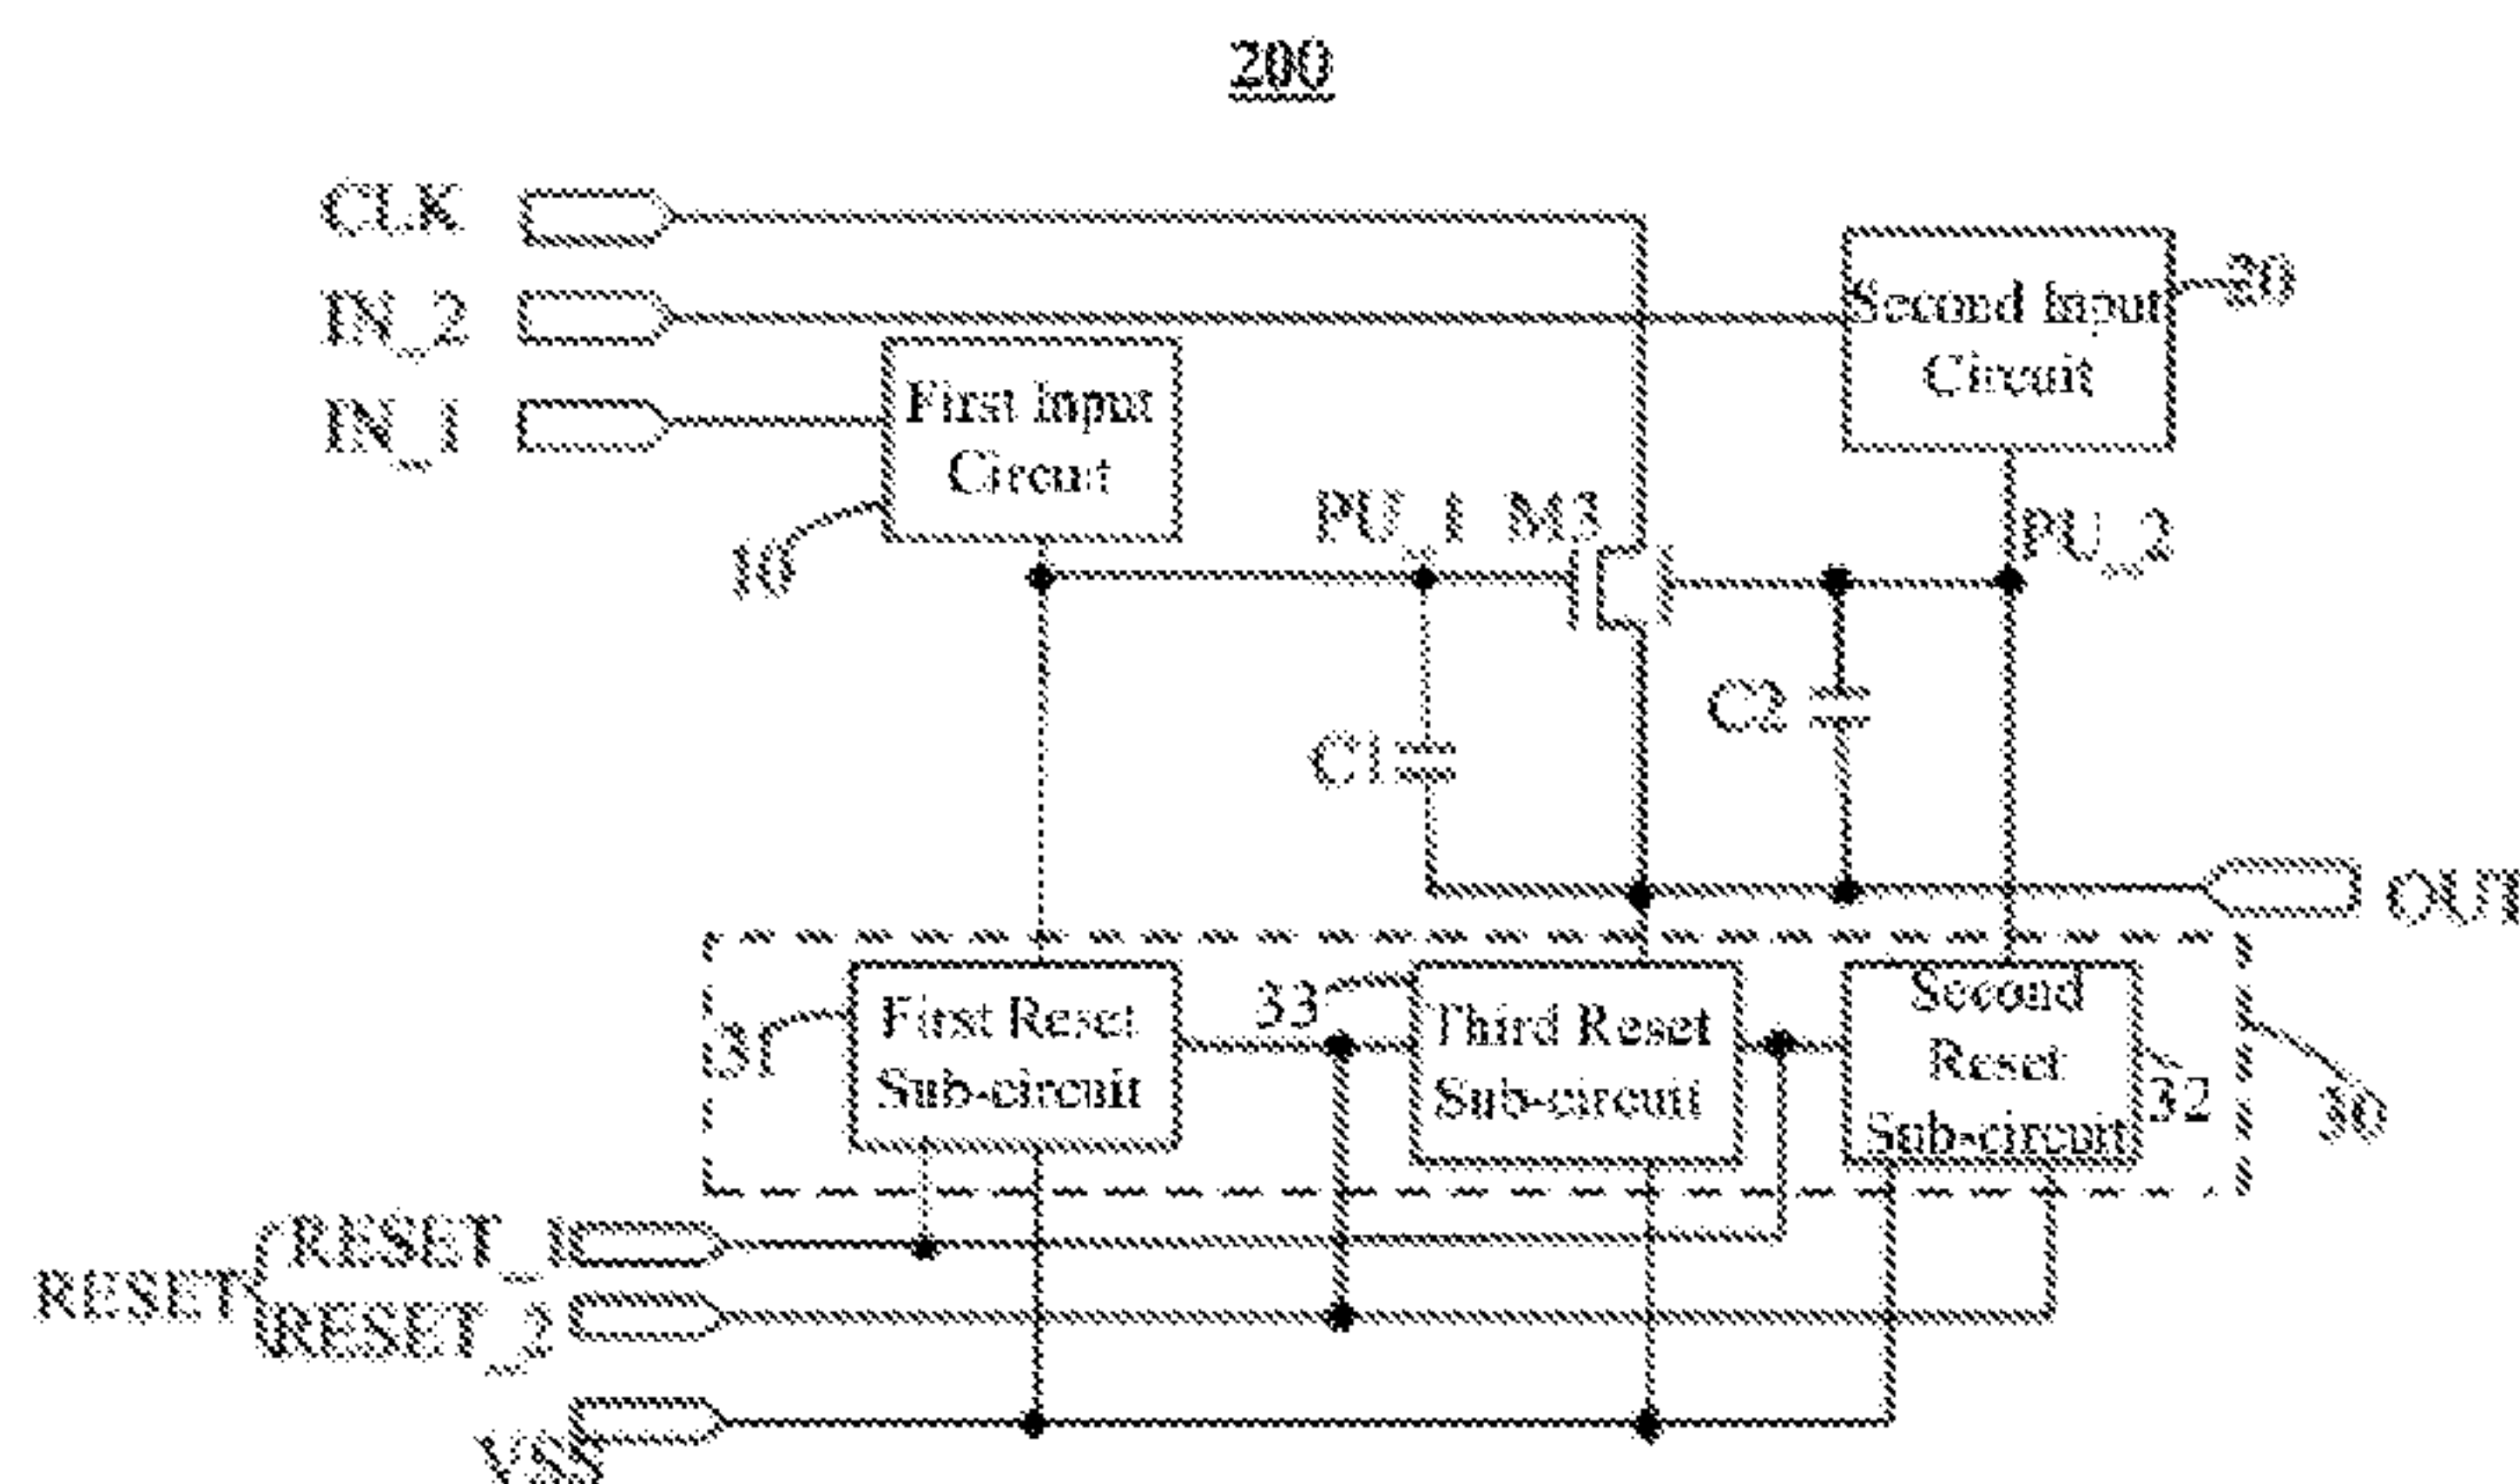 200
CLK
IN_2
IN_1
First Input
Circuit
10
Second Input
Circuit
20
PU_1
M3
PU_2
C1
C2
OUT
31
First Reset
Sub-circuit
33
Third Reset
Sub-circuit
Second
Reset
Sub-circuit
32
30
RESET
RESET_1
RESET_2
VSS